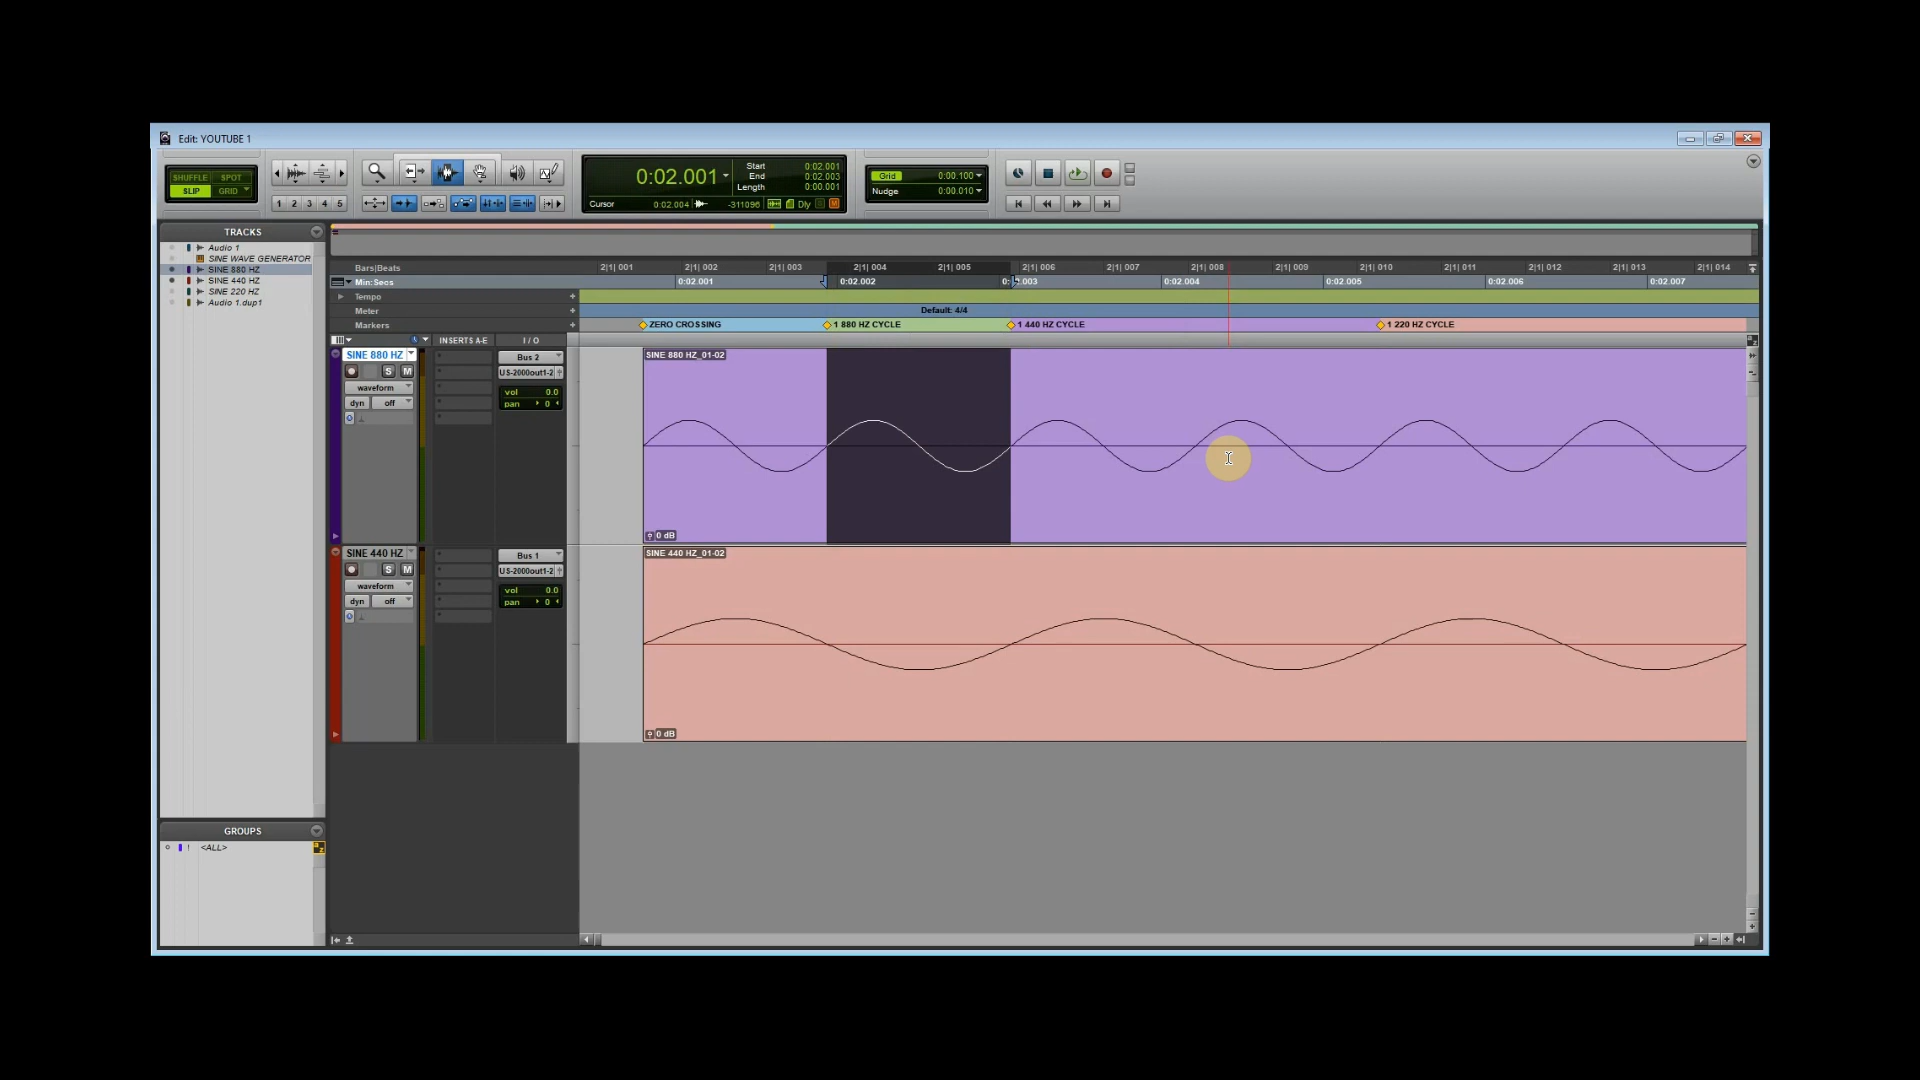 Edit: YOUTUBE 1
SHUFFLE SPOT
SLIP GRID
1 2 3 4 5
0:02.001
Start 0:02.001
End 0:02.003
Length 0:00.001
Cursor 0:02.004 -311096 Dly
Grid 0:00.100
Nudge 0:00.010
TRACKS
Audio 1
SINE WAVE GENERATOR
SINE 880 HZ
SINE 440 HZ
SINE 220 HZ
Audio 1.dup1
Bars|Beats 2|1| 001 2|1| 002 2|1| 003 2|1| 004 2|1| 005 2|1| 006 2|1| 007 2|1| 008 2|1| 009 2|1| 010 2|1| 011 2|1| 012 2|1| 013 2|1| 014
Min:Secs 0:02.001 0:02.002 0: .003 0:02.004 0:02.005 0:02.006 0:02.007
Tempo
Meter Default: 4/4
Markers ZERO CROSSING 1 880 HZ CYCLE 1 440 HZ CYCLE 1 220 HZ CYCLE
INSERTS A-E I / O
SINE 880 HZ Bus 2 SINE 880 HZ_01-02
S M US-2000out1-2
waveform vol 0.0
dyn off pan 0
0 dB
SINE 440 HZ Bus 1 SINE 440 HZ_01-02
S M US-2000out1-2
waveform vol 0.0
dyn off pan 0
0 dB
GROUPS
! <ALL>